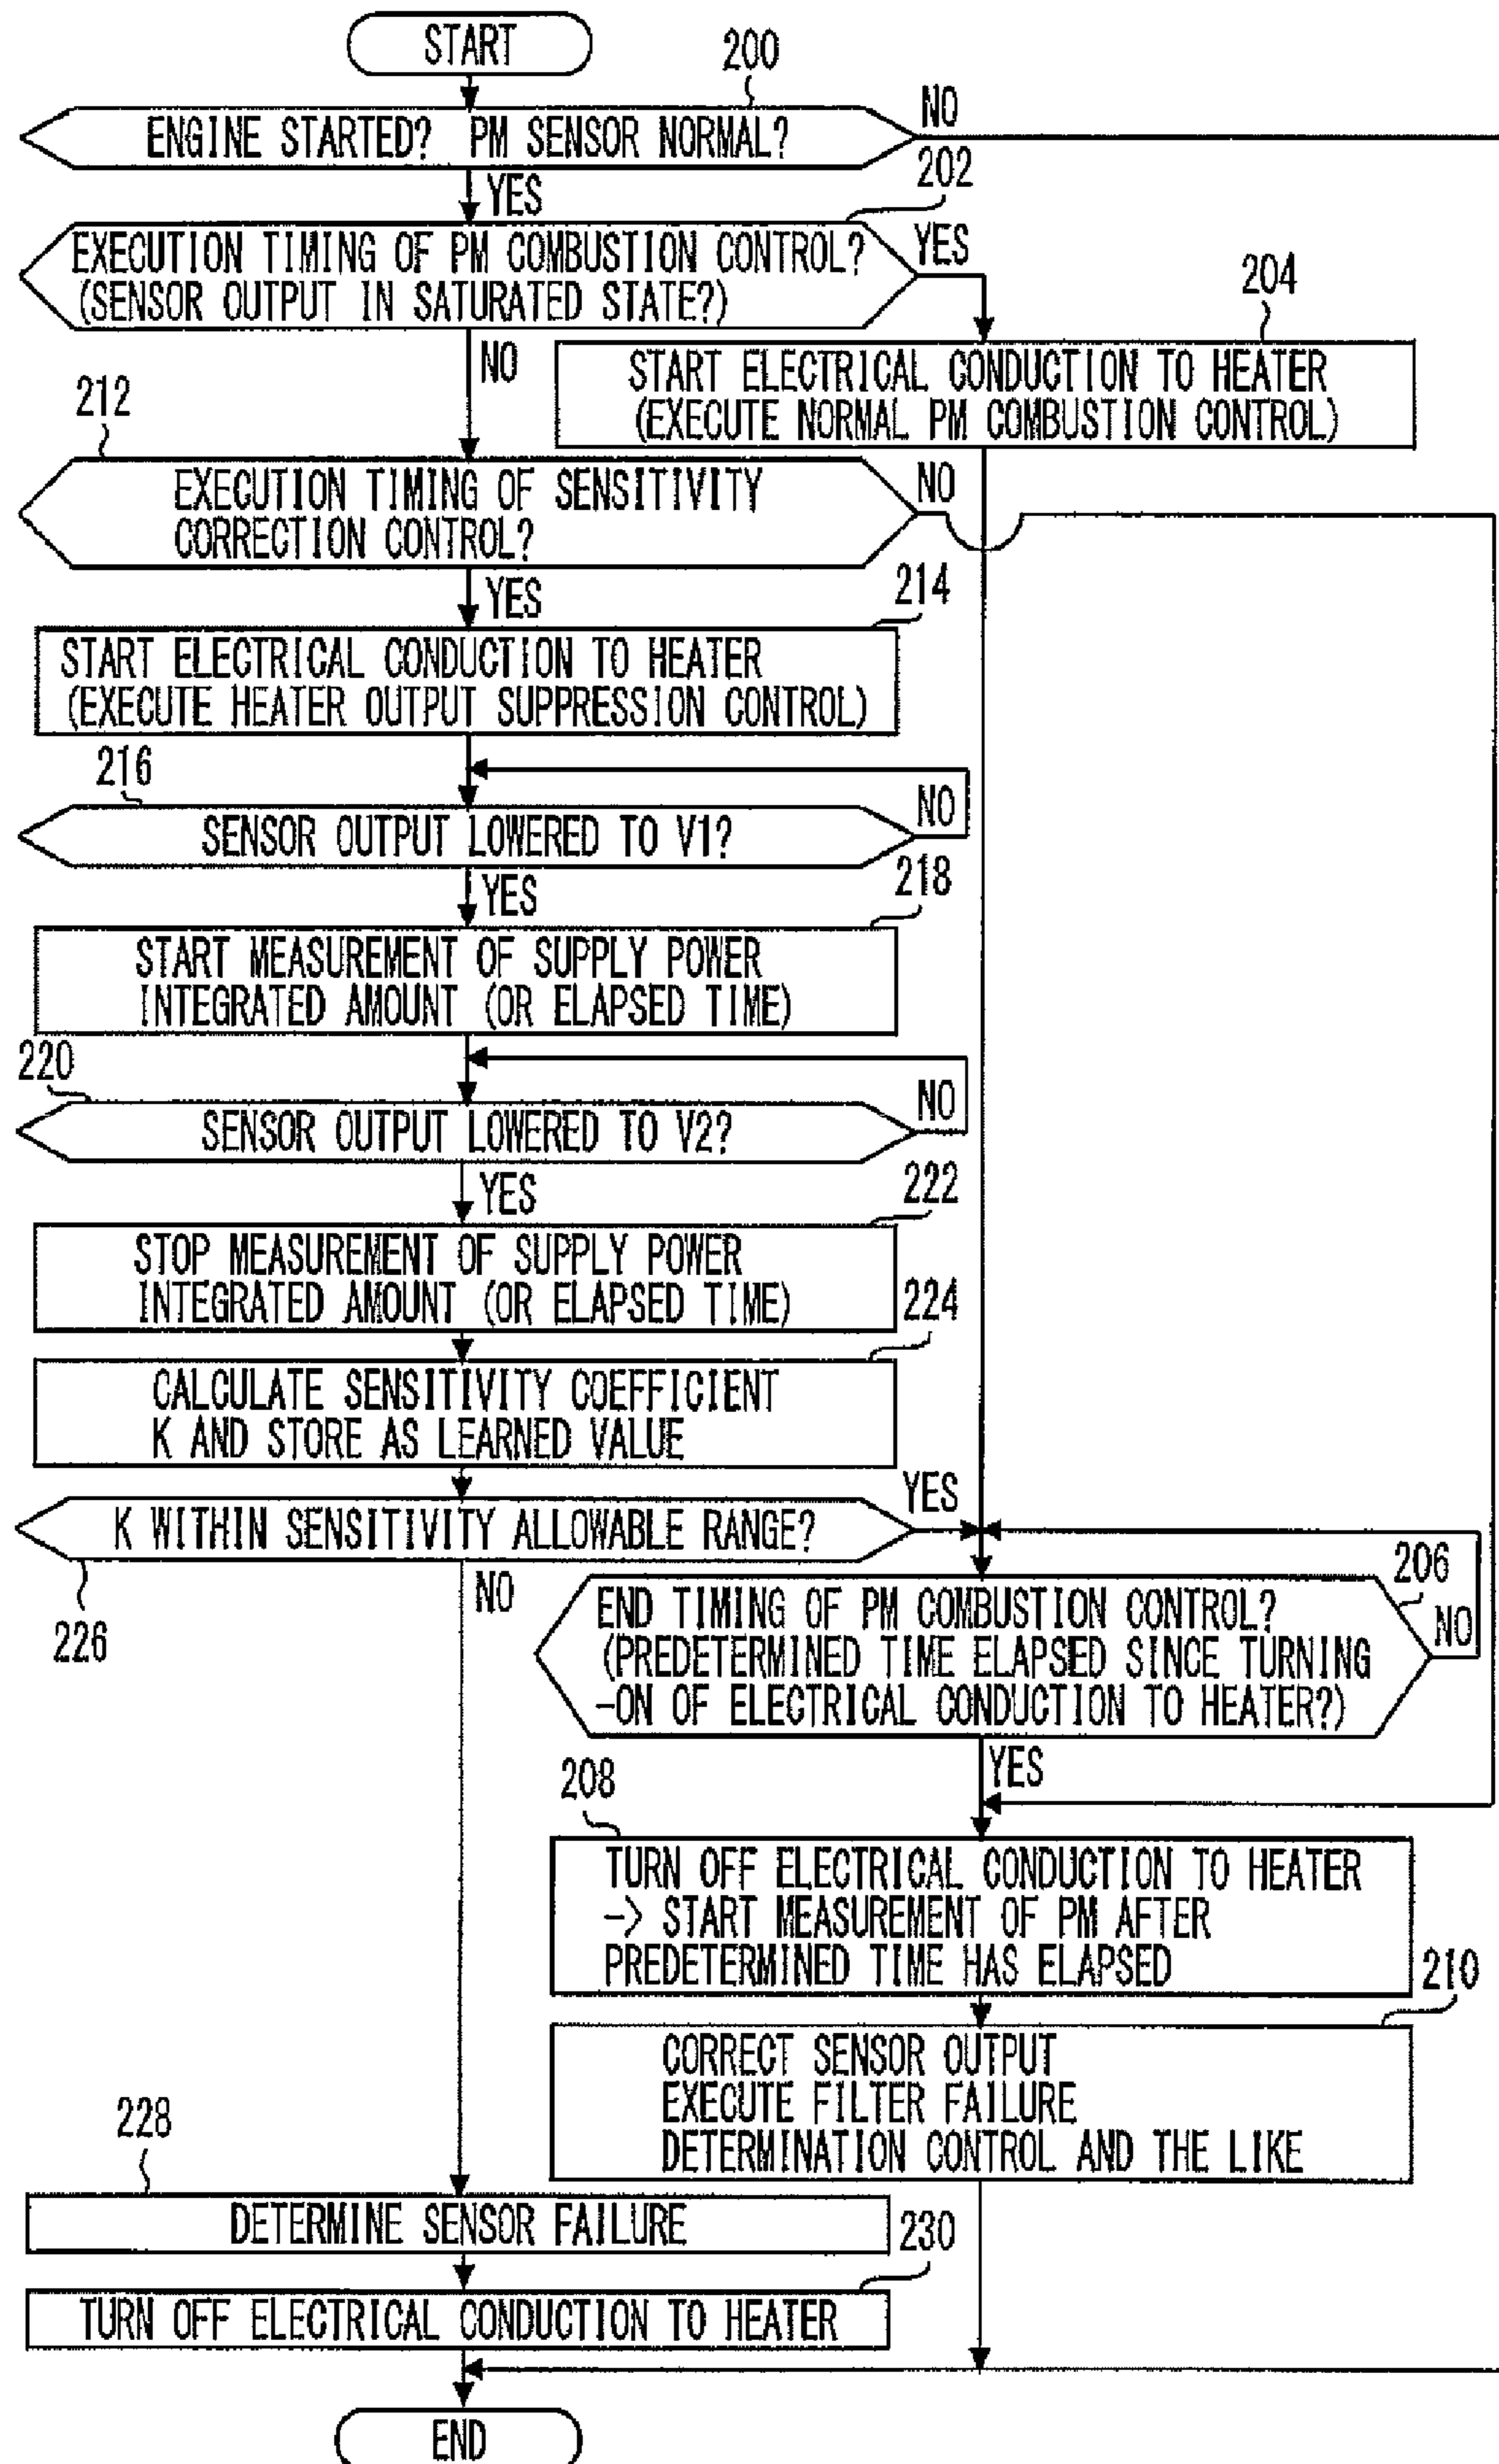 START
200
ENGINE STARTED? PM SENSOR NORMAL?
NO
YES
202
EXECUTION TIMING OF PM COMBUSTION CONTROL?
(SENSOR OUTPUT IN SATURATED STATE?)
YES
204
NO
START ELECTRICAL CONDUCTION TO HEATER
(EXECUTE NORMAL PM COMBUSTION CONTROL)
212
EXECUTION TIMING OF SENSITIVITY
CORRECTION CONTROL?
NO
YES
214
START ELECTRICAL CONDUCTION TO HEATER
(EXECUTE HEATER OUTPUT SUPPRESSION CONTROL)
216
SENSOR OUTPUT LOWERED TO V1?
NO
YES
218
START MEASUREMENT OF SUPPLY POWER
INTEGRATED AMOUNT (OR ELAPSED TIME)
220
SENSOR OUTPUT LOWERED TO V2?
NO
YES
222
STOP MEASUREMENT OF SUPPLY POWER
INTEGRATED AMOUNT (OR ELAPSED TIME)
224
CALCULATE SENSITIVITY COEFFICIENT
K AND STORE AS LEARNED VALUE
K WITHIN SENSITIVITY ALLOWABLE RANGE?
YES
226
NO
206
END TIMING OF PM COMBUSTION CONTROL?
(PREDETERMINED TIME ELAPSED SINCE TURNING
-ON OF ELECTRICAL CONDUCTION TO HEATER?)
NO
YES
208
TURN OFF ELECTRICAL CONDUCTION TO HEATER
-> START MEASUREMENT OF PM AFTER
PREDETERMINED TIME HAS ELAPSED
210
CORRECT SENSOR OUTPUT
EXECUTE FILTER FAILURE
DETERMINATION CONTROL AND THE LIKE
228
DETERMINE SENSOR FAILURE
230
TURN OFF ELECTRICAL CONDUCTION TO HEATER
END